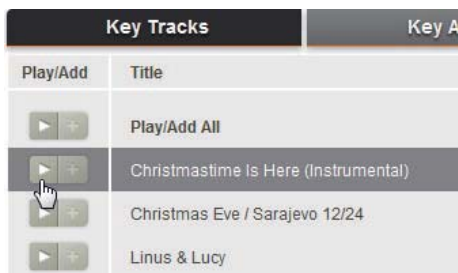 Key Tracks Key A
Play/Add Title
Play/Add All
Christmastime Is Here (Instrumental)
Christmas Eve / Sarajevo 12/24
Linus & Lucy